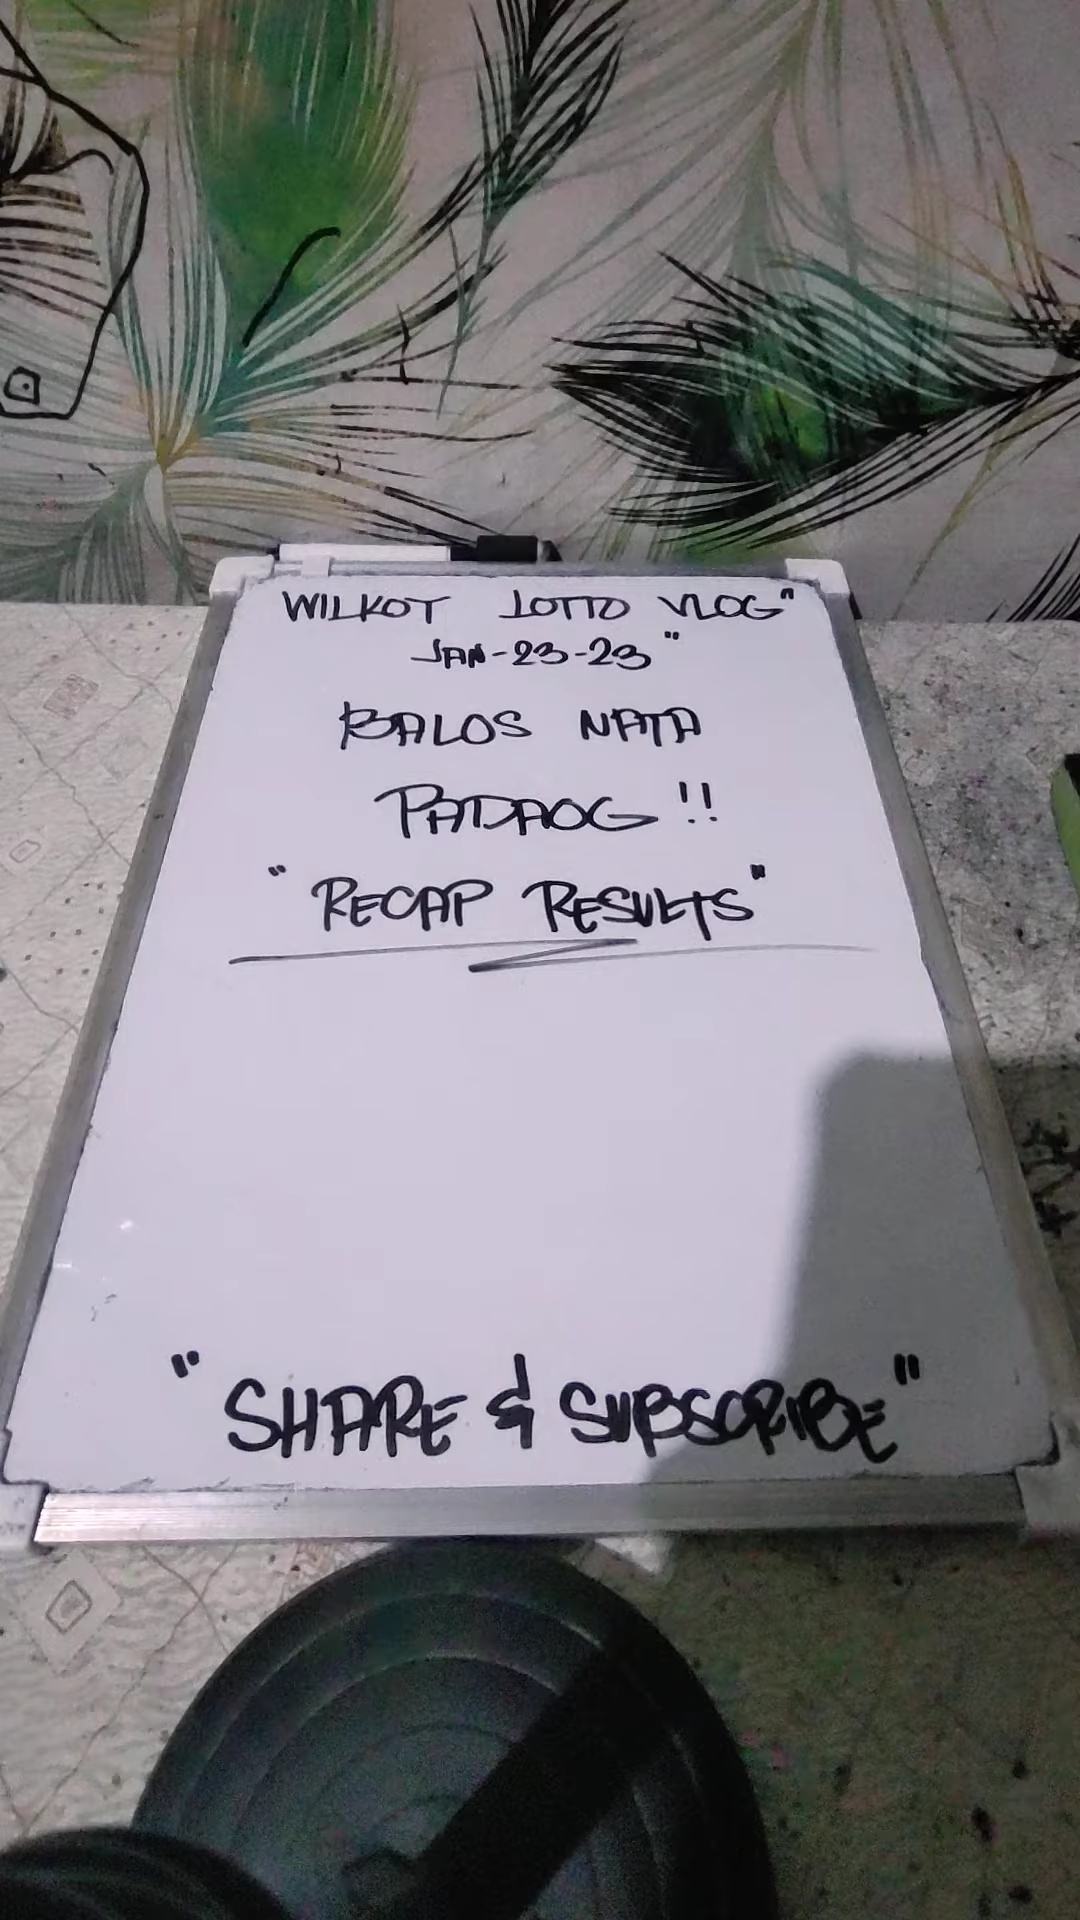 WILKOT LOTTO VLOG"
JAN-23-23"
BALOS NATA
PADAOG!!
"RECAP RESULTS"
"SHARE & SUBSCRIBE"